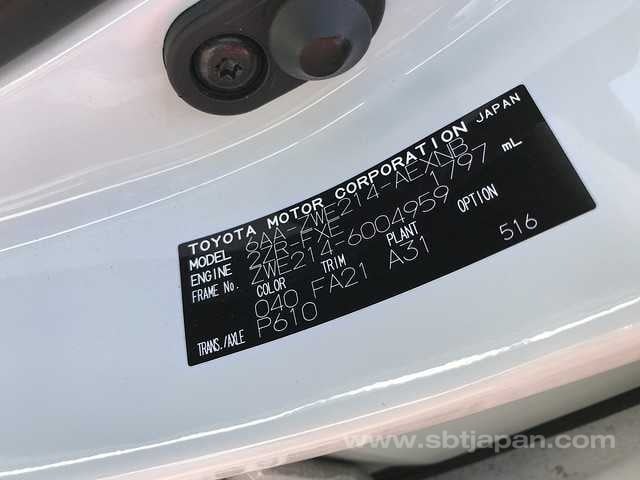 TOYOTA MOTOR CORPORATION JAPAN
MODEL 6AA-ZWE214-AEXNB
ENGINE 2ZR-FXE 1797 mL
FRAME No. ZWE214-6004959
COLOR TRIM PLANT OPTION
040 FA21 A31 516
TRANS./AXLE P610
www.sbtjapan.com